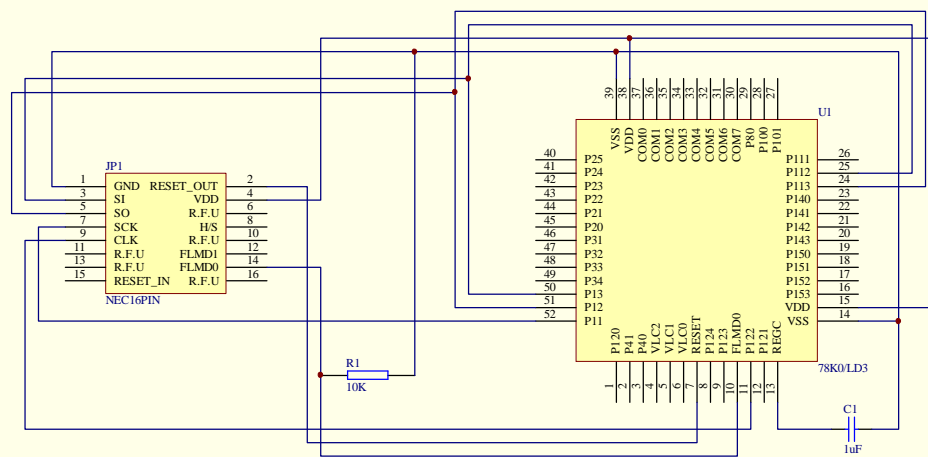 JP1
1 GND RESET_OUT 2
3 SI VDD 4
5 SO R.F.U 6
7 SCK H/S 8
9 CLK R.F.U 10
11 R.F.U FLMD1 12
13 R.F.U FLMD0 14
15 RESET_IN R.F.U 16
NEC16PIN
R1
10K
U1
39 38 37 36 35 34 33 32 31 30 29 28 27
VSS VDD COM0 COM1 COM2 COM3 COM4 COM5 COM6 COM7 P80 P100 P101
40 P25 P111 26
41 P24 P112 25
42 P23 P113 24
43 P22 P140 23
44 P21 P141 22
45 P20 P142 21
46 P31 P143 20
47 P32 P150 19
48 P33 P151 18
49 P34 P152 17
50 P13 P153 16
51 P12 VDD 15
52 P11 VSS 14
P120 P41 P40 VLC2 VLC1 VLC0 RESET P124 P123 FLMD0 P122 P121 REGC
1 2 3 4 5 6 7 8 9 10 11 12 13
78K0/LD3
C1
1uF